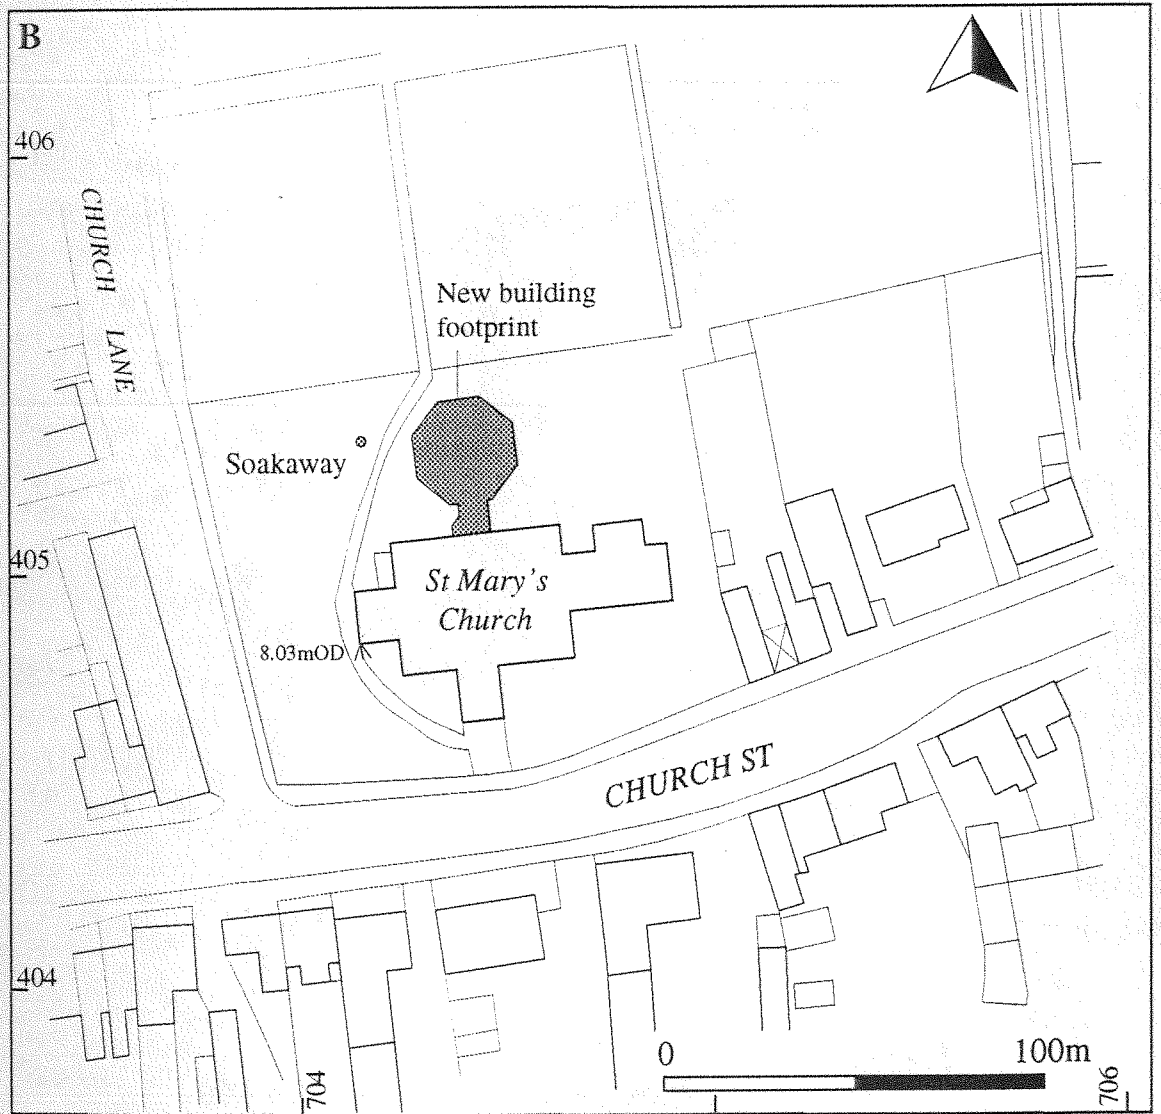 B
406
CHURCH
LANE
New building
footprint
Soakaway
405
St Mary's
Church
8.03mOD
CHURCH ST
404
0 100m
704
706